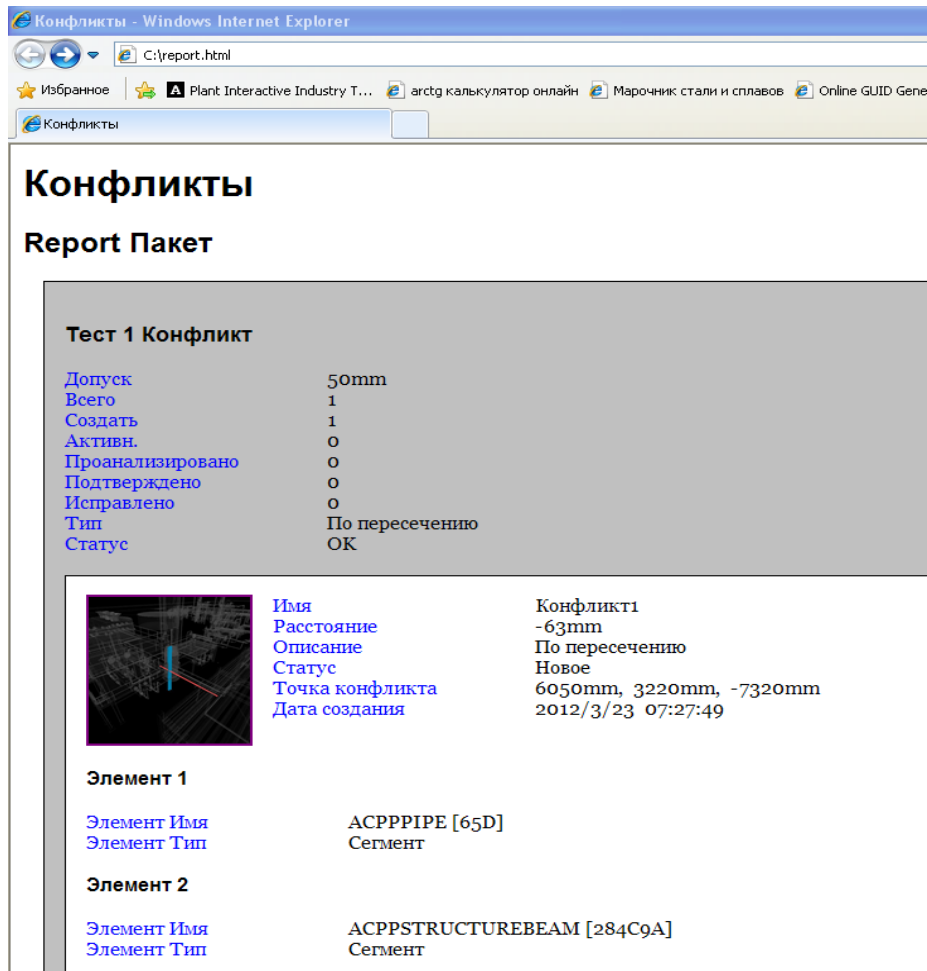 Конфликты - Windows Internet Explorer
C:\report.html
Избранное Plant Interactive Industry T... arctg калькулятор онлайн Марочник стали и сплавов Online GUID Gene
Конфликты
Конфликты
Report Пакет
Тест 1 Конфликт
Допуск 50mm
Всего 1
Создать 1
Активн. 0
Проанализировано 0
Подтверждено 0
Исправлено 0
Тип По пересечению
Статус OK
Имя Конфликт1
Расстояние -63mm
Описание По пересечению
Статус Новое
Точка конфликта 6050mm, 3220mm, -7320mm
Дата создания 2012/3/23 07:27:49
Элемент 1
Элемент Имя ACPPPIPE [65D]
Элемент Тип Сегмент
Элемент 2
Элемент Имя ACPPSTRUCTUREBEAM [284C9A]
Элемент Тип Сегмент